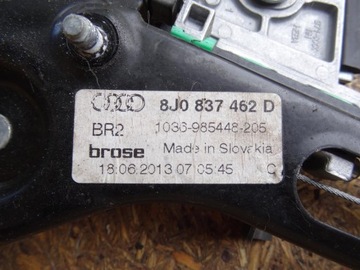 8J0 837 462 D
BR2 1036-985448-205
brose Made in Slovakia
18.06.2013 07:05:45 C